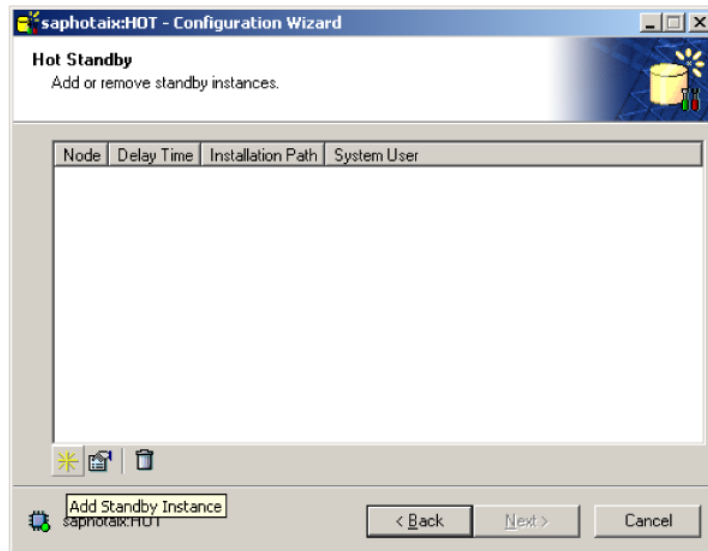 saphotaix:HOT - Configuration Wizard
Hot Standby
Add or remove standby instances.
Node Delay Time Installation Path System User
Add Standby Instance
saphotaix:HOT
< Back Next > Cancel